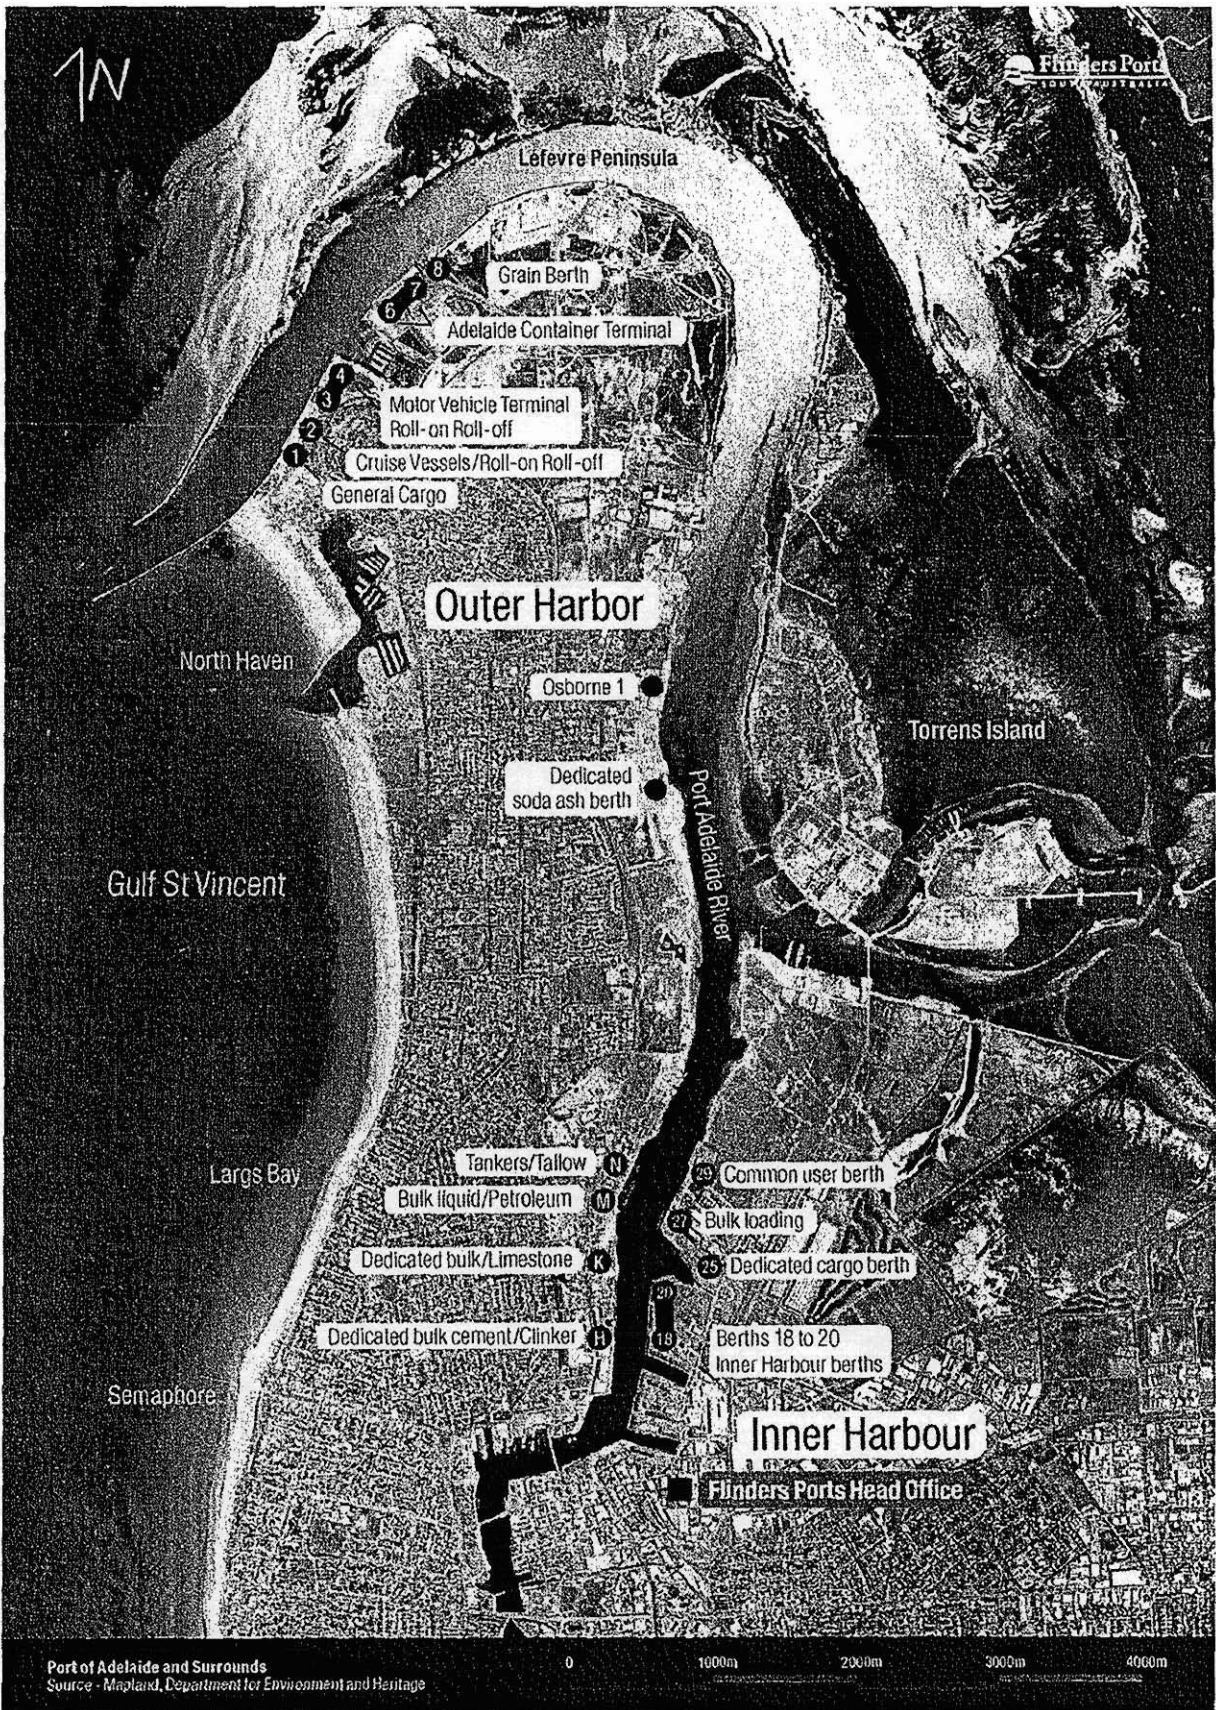 N
Flinders Ports
SOUTH AUSTRALIA
Lefevre Peninsula
8
Grain Berth
7
6
Adelaide Container Terminal
4
3
Motor Vehicle Terminal
Roll-on Roll-off
2
1
Cruise Vessels/Roll-on Roll-off
General Cargo
Outer Harbor
North Haven
Osborne 1
Torrens Island
Dedicated
soda ash berth
Port Adelaide River
Gulf St Vincent
Largs Bay
Tankers/Tallow
N
29
Common user berth
Bulk liquid/Petroleum
M
27
Bulk loading
Dedicated bulk/Limestone
K
25
Dedicated cargo berth
20
Dedicated bulk cement/Clinker
H
18
Berths 18 to 20
Inner Harbour berths
Semaphore
Inner Harbour
Flinders Ports Head Office
Port of Adelaide and Surrounds
Source - Mapland, Department for Environment and Heritage
0 1000m 2000m 3000m 4000m